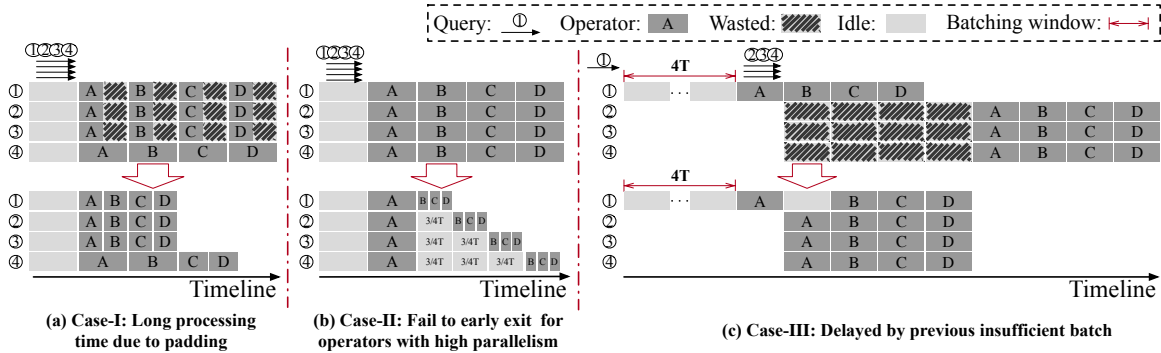 Query: ① Operator: A Wasted: Idle: Batching window:
①②③④
① A B C D
② A B C D
③ A B C D
④ A B C D
① A B C D
② A B C D
③ A B C D
④ A B C D
Timeline
(a) Case-I: Long processing
time due to padding
①②③④
① A B C D
② A B C D
③ A B C D
④ A B C D
① A B C D
② A 3/4T B C D
③ A 3/4T 3/4T B C D
④ A 3/4T 3/4T 3/4T B C D
Timeline
(b) Case-II: Fail to early exit for
operators with high parallelism
① ②③④
4T
① ... A B C D
② A B C D
③ A B C D
④ A B C D
4T
① ... A B C D
② A B C D
③ A B C D
④ A B C D
Timeline
(c) Case-III: Delayed by previous insufficient batch